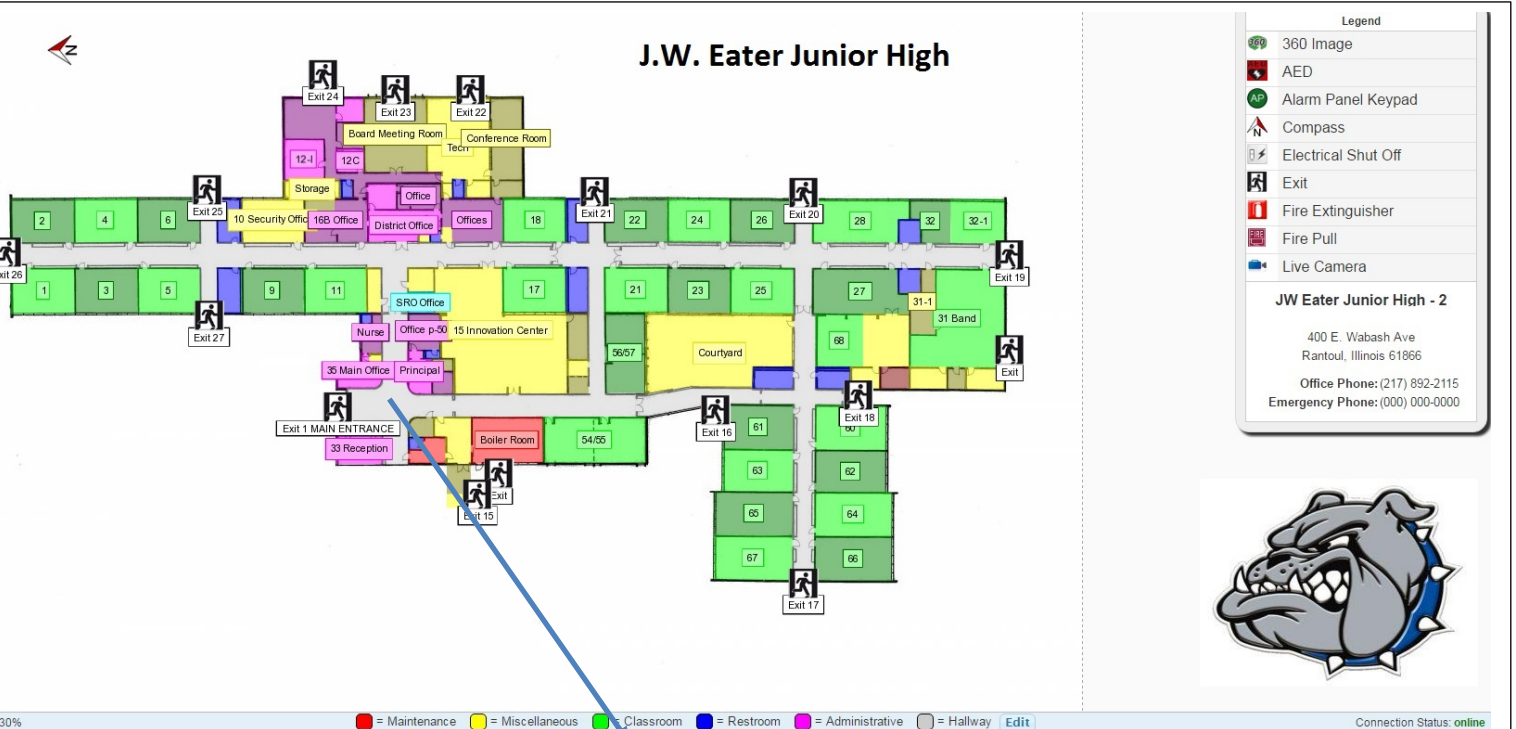 J.W. Eater Junior High
N
Exit 24
Exit 23
Exit 22
Board Meeting Room
Conference Room
Tech
12-I
12C
Storage
Office
Exit 25
Exit 21
Exit 20
2
4
6
10 Security Offic
16B Office
District Office
Offices
18
22
24
26
28
32
32-1
xit 26
Exit 19
1
3
5
9
11
SRO Office
17
21
23
25
27
31-1
31 Band
Exit 27
Nurse
Office p-50
15 Innovation Center
56/57
Courtyard
68
35 Main Office
Principal
Exit
Exit 1 MAIN ENTRANCE
Exit 16
Exit 18
33 Reception
Boiler Room
54/55
61
60
63
62
Exit
Exit 15
65
64
67
66
Exit 17
Legend
360
360 Image
AED
AED
AP
Alarm Panel Keypad
N
Compass
Electrical Shut Off
Exit
Fire Extinguisher
Fire Pull
Live Camera
JW Eater Junior High - 2
400 E. Wabash Ave
Rantoul, Illinois 61866
Office Phone: (217) 892-2115
Emergency Phone: (000) 000-0000
30%
= Maintenance = Miscellaneous = Classroom = Restroom = Administrative = Hallway Edit
Connection Status: online